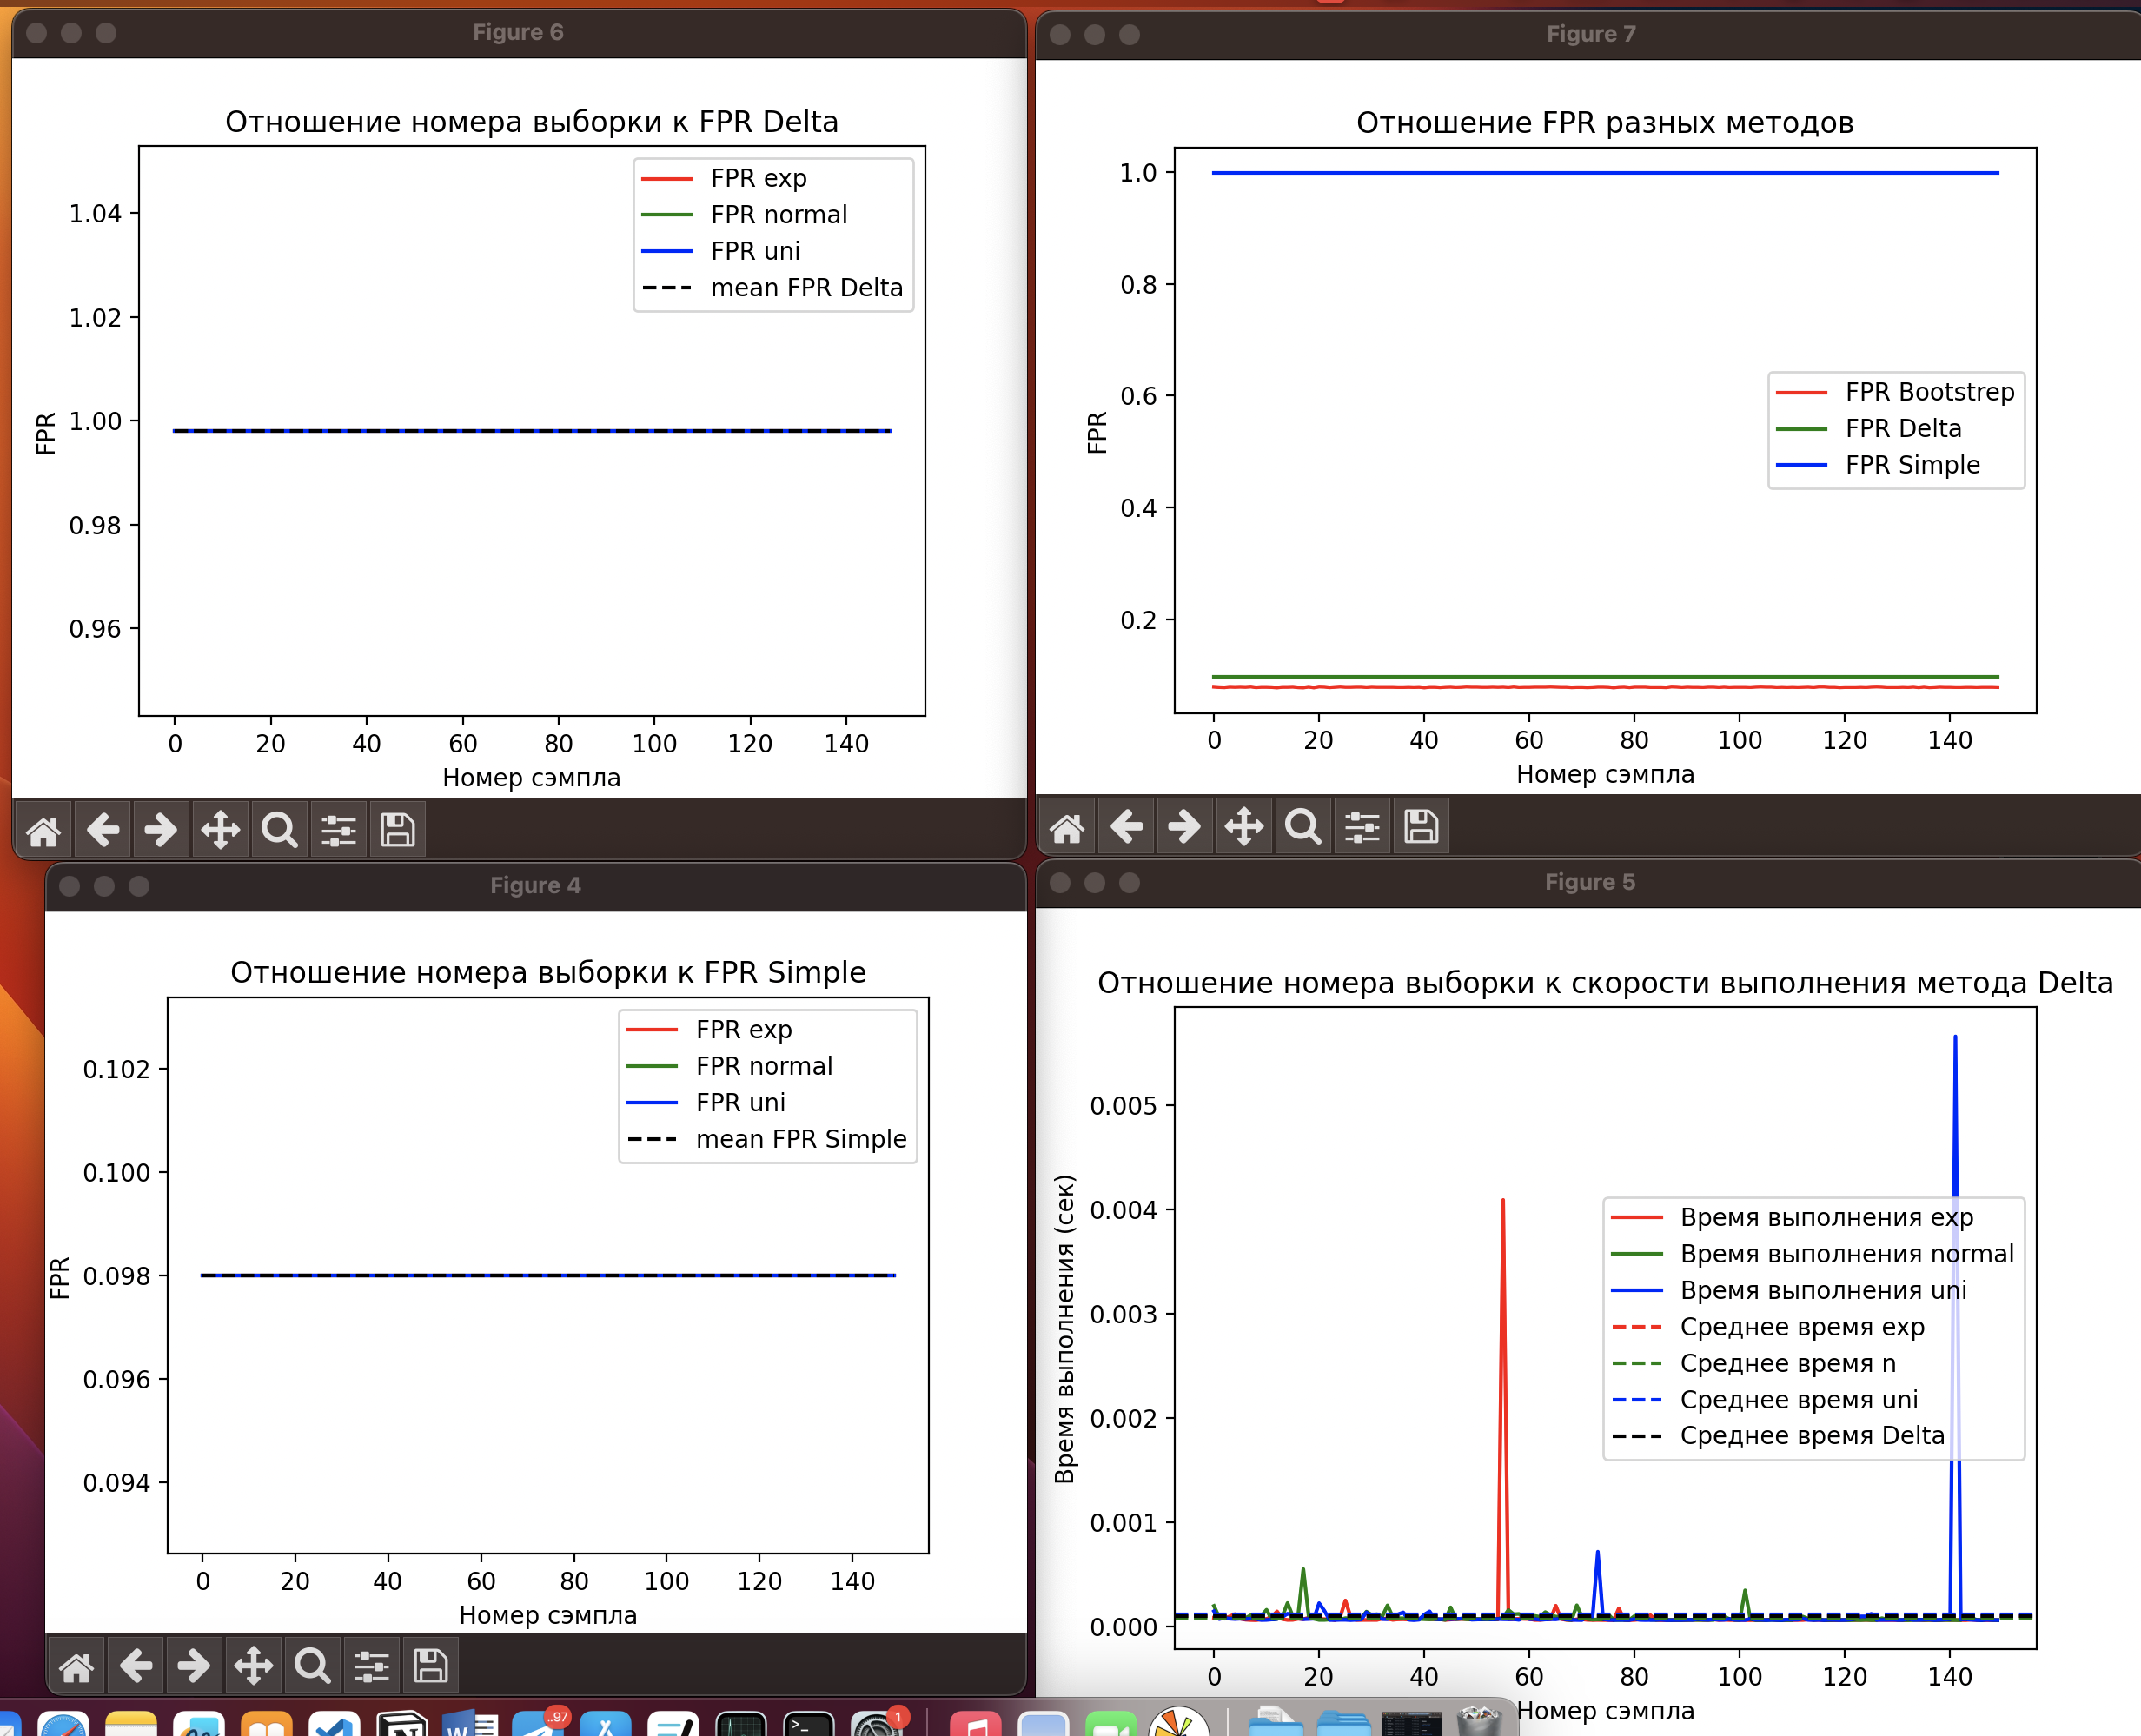 Figure 6
Отношение номера выборки к FPR Delta
FPR exp
FPR normal
FPR uni
mean FPR Delta
1.04
1.02
1.00
0.98
0.96
FPR
0 20 40 60 80 100 120 140
Номер сэмпла
Figure 7
Отношение FPR разных методов
1.0
0.8
0.6
0.4
0.2
FPR
FPR Bootstrep
FPR Delta
FPR Simple
0 20 40 60 80 100 120 140
Номер сэмпла
Figure 4
Отношение номера выборки к FPR Simple
FPR exp
FPR normal
FPR uni
mean FPR Simple
0.102
0.100
0.098
0.096
0.094
FPR
0 20 40 60 80 100 120 140
Номер сэмпла
Figure 5
Отношение номера выборки к скорости выполнения метода Delta
0.005
0.004
0.003
0.002
0.001
0.000
Время выполнения (сек)
Время выполнения exp
Время выполнения normal
Время выполнения uni
Среднее время exp
Среднее время n
Среднее время uni
Среднее время Delta
0 20 40 60 80 100 120 140
Номер сэмпла
..97
1
W
>_